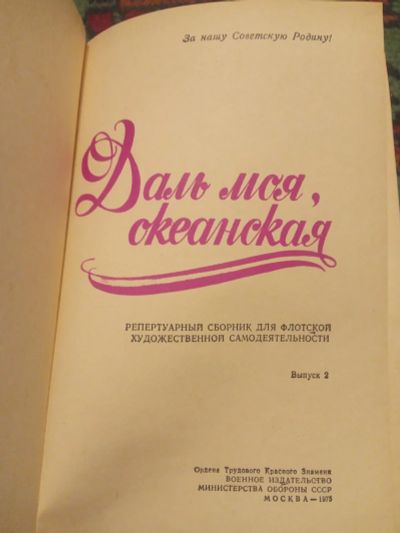 За нашу Советскую Родину!
Даль моя,
океанская
РЕПЕРТУАРНЫЙ СБОРНИК ДЛЯ ФЛОТСКОЙ
ХУДОЖЕСТВЕННОЙ САМОДЕЯТЕЛЬНОСТИ
Выпуск 2
Ордена Трудового Красного Знамени
ВОЕННОЕ ИЗДАТЕЛЬСТВО
МИНИСТЕРСТВА ОБОРОНЫ СССР
МОСКВА—1975